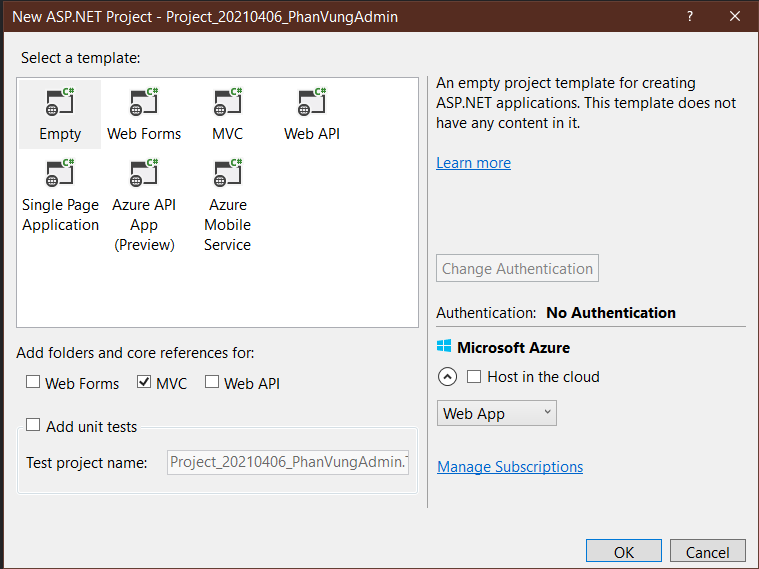 New ASP.NET Project - Project_20210406_PhanVungAdmin
?
Select a template:
C#
C#
C#
C#
Empty
Web Forms
MVC
Web API
C#
C#
C#
Single Page
Application
Azure API
App
(Preview)
Azure
Mobile
Service
Add folders and core references for:
Web Forms
MVC
Web API
Add unit tests
Test project name:
Project_20210406_PhanVungAdmin.
An empty project template for creating
ASP.NET applications. This template does not
have any content in it.
Learn more
Change Authentication
Authentication: No Authentication
Microsoft Azure
Host in the cloud
Web App
Manage Subscriptions
OK
Cancel